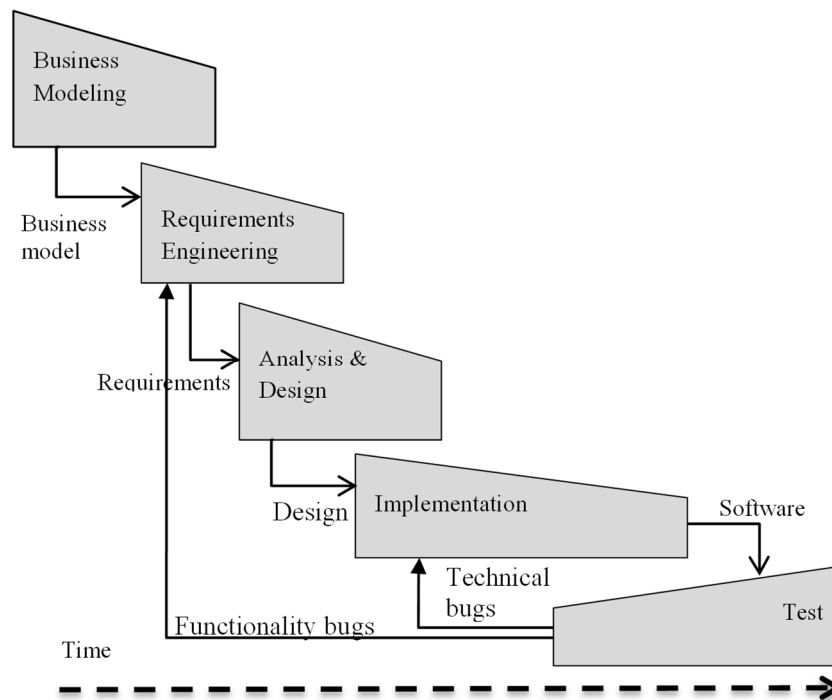 Business
Modeling
Business
model
Requirements
Engineering
Requirements
Analysis &
Design
Design
Implementation
Software
Technical
bugs
Test
Functionality bugs
Time